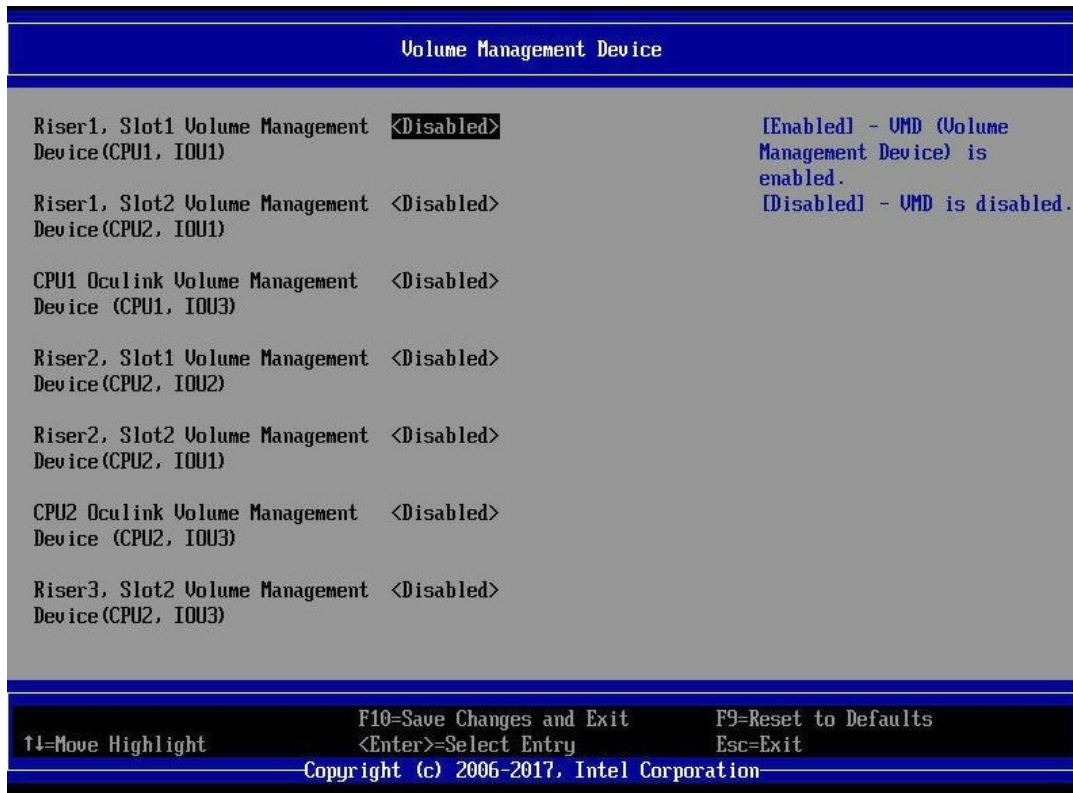 Volume Management Device
Riser1, Slot1 Volume Management <Disabled>
Device(CPU1, IOU1)
Riser1, Slot2 Volume Management <Disabled>
Device(CPU2, IOU1)
CPU1 Oculink Volume Management <Disabled>
Device (CPU1, IOU3)
Riser2, Slot1 Volume Management <Disabled>
Device(CPU2, IOU2)
Riser2, Slot2 Volume Management <Disabled>
Device(CPU2, IOU1)
CPU2 Oculink Volume Management <Disabled>
Device (CPU2, IOU3)
Riser3, Slot2 Volume Management <Disabled>
Device(CPU2, IOU3)
[Enabled] - VMD (Volume
Management Device) is
enabled.
[Disabled] - VMD is disabled.
F10=Save Changes and Exit F9=Reset to Defaults
↑↓=Move Highlight <Enter>=Select Entry Esc=Exit
Copyright (c) 2006-2017, Intel Corporation